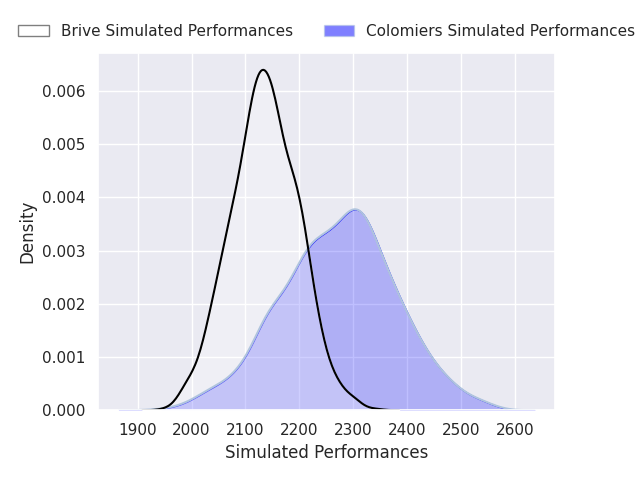 Brive Simulated Performances
Colomiers Simulated Performances
Density
0.006
0.005
0.004
0.003
0.002
0.001
0.000
1900 2000 2100 2200 2300 2400 2500 2600
Simulated Performances